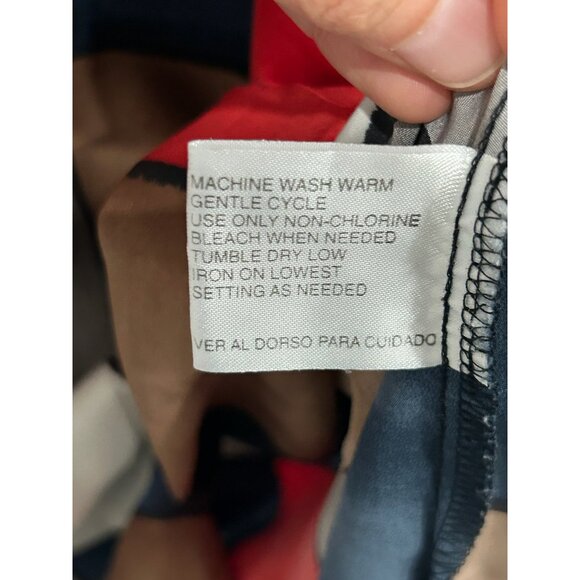 MACHINE WASH WARM
GENTLE CYCLE
USE ONLY NON-CHLORINE
BLEACH WHEN NEEDED
TUMBLE DRY LOW
IRON ON LOWEST
SETTING AS NEEDED
VER AL DORSO PARA CUIDADO